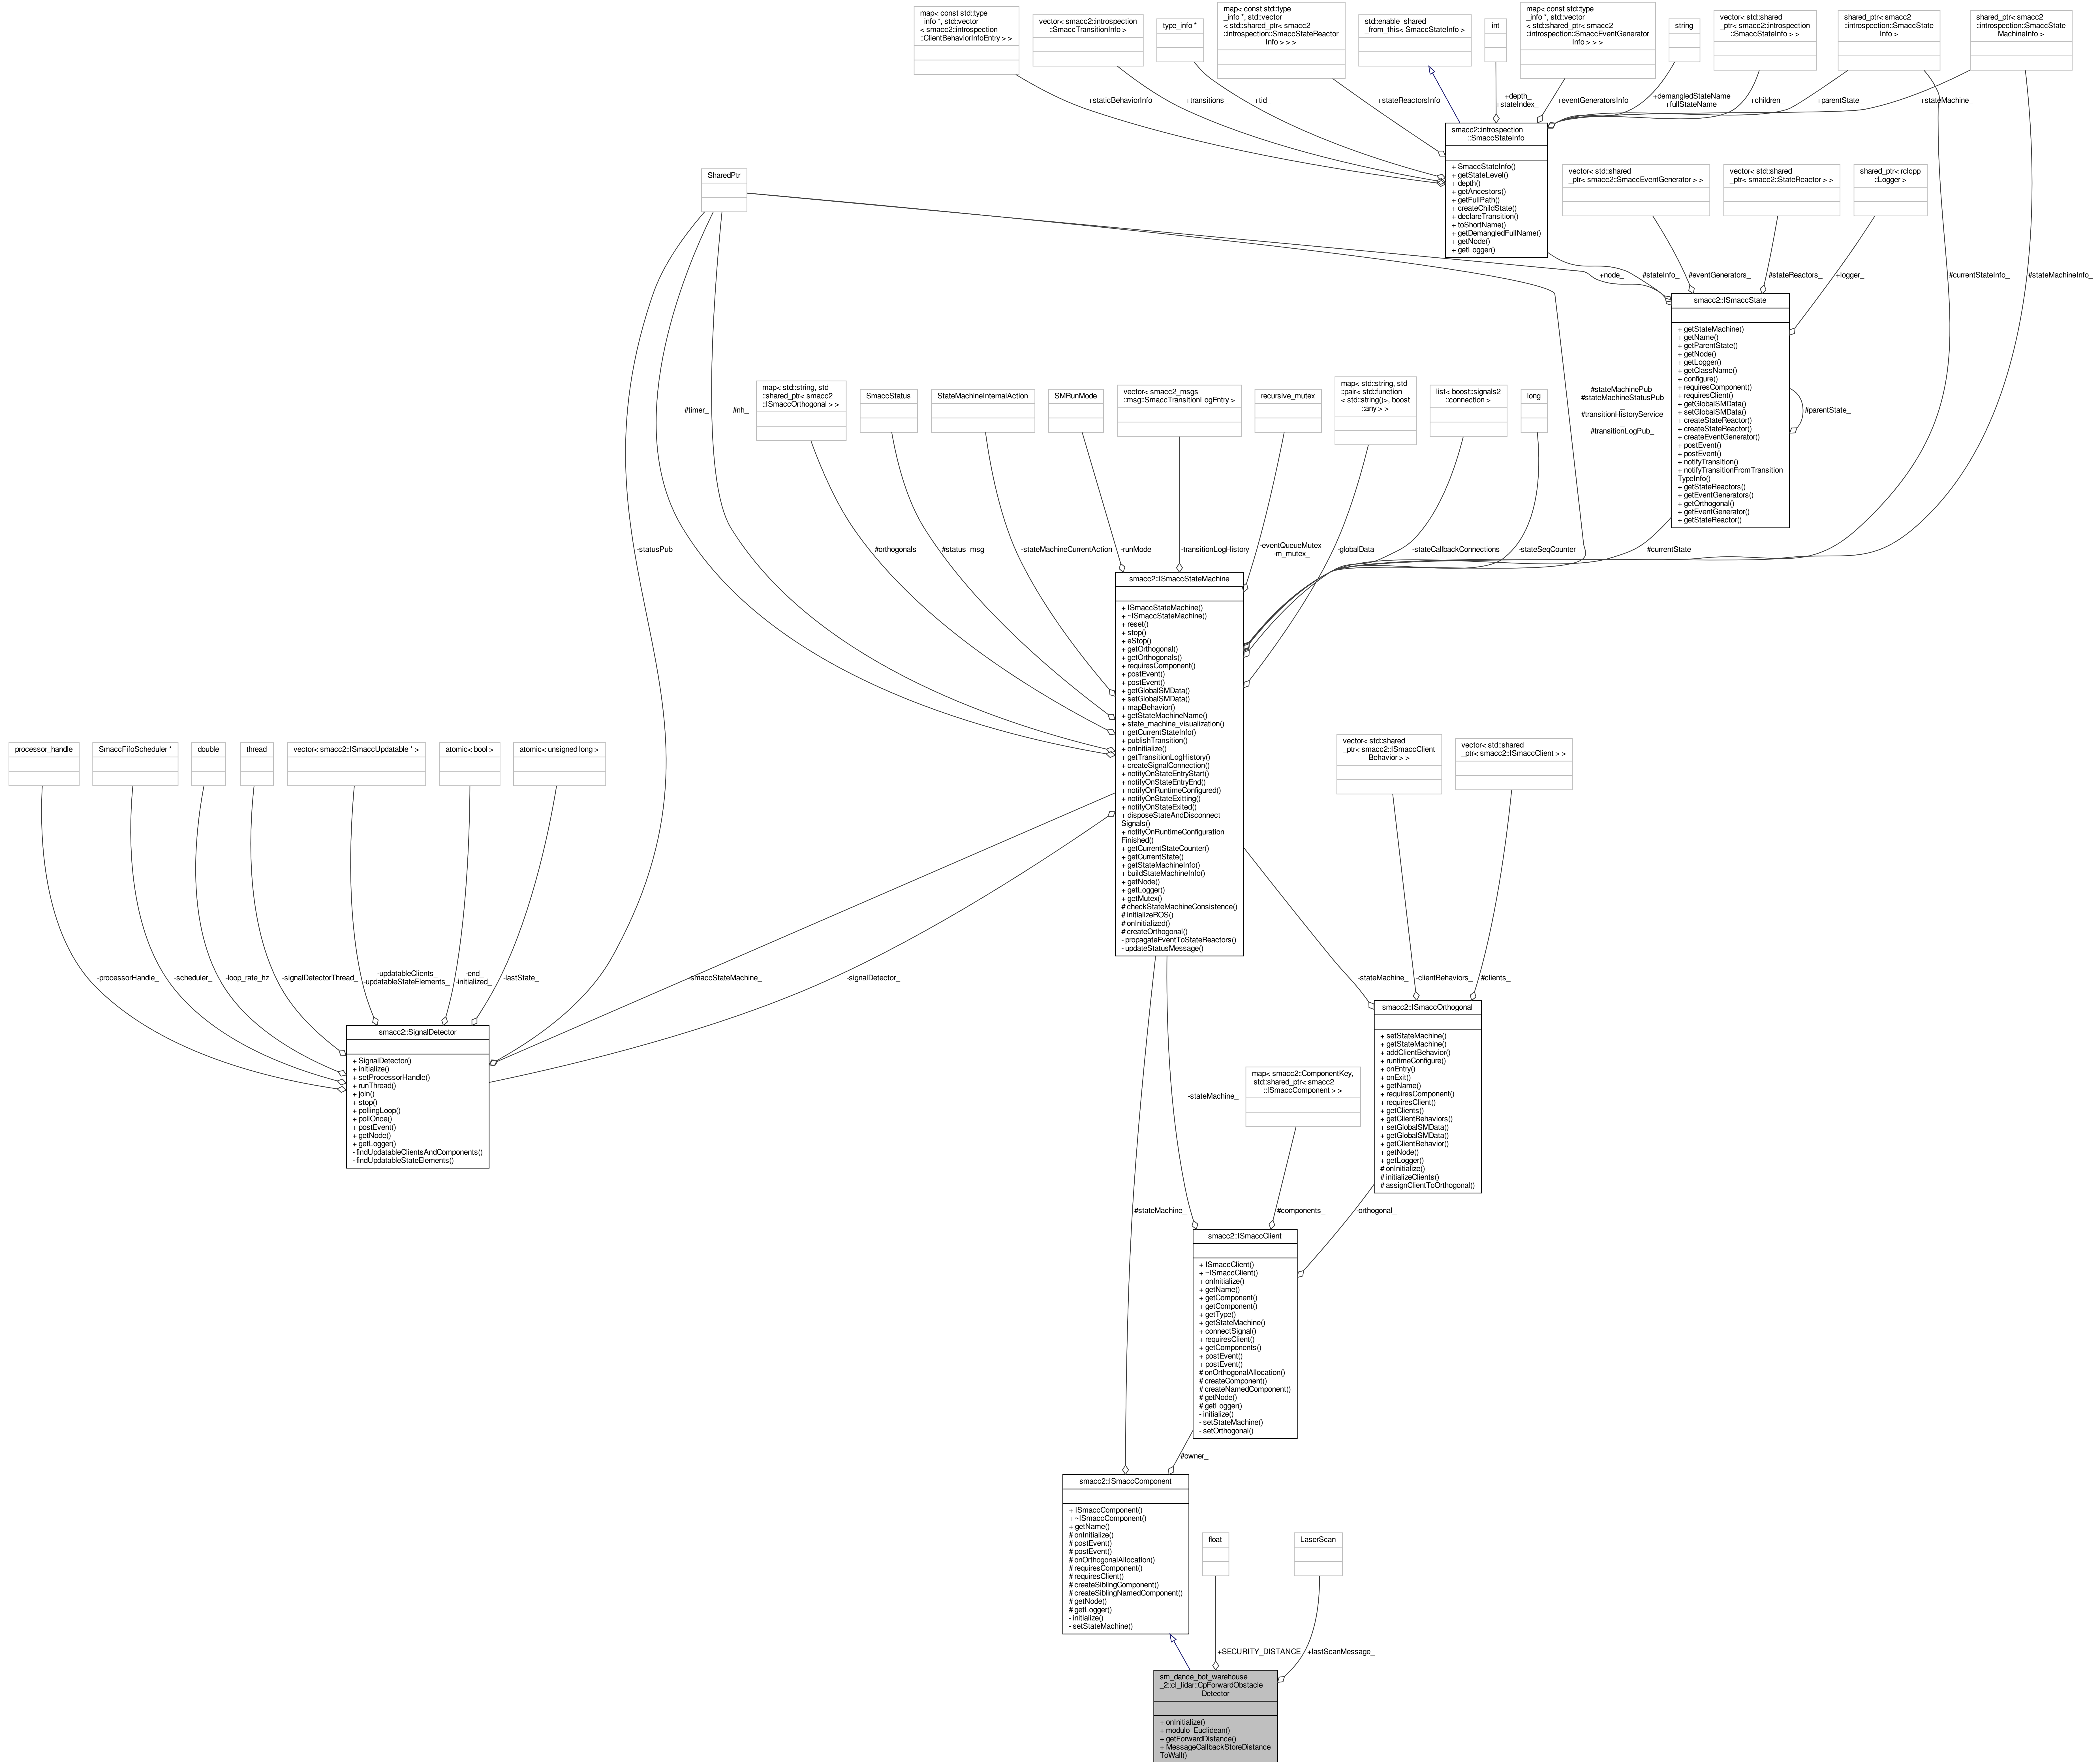 map< const std::type
_info *, std::vector
< smacc2::introspection
::ClientBehaviorInfoEntry > >
vector< smacc2::introspection
::SmaccTransitionInfo >
type_info *
map< const std::type
_info *, std::vector
< std::shared_ptr< smacc2
::introspection::SmaccStateReactor
Info > > >
std::enable_shared
_from_this< SmaccStateInfo >
int
map< const std::type
_info *, std::vector
< std::shared_ptr< smacc2
::introspection::SmaccEventGenerator
Info > > >
string
vector< std::shared
_ptr< smacc2::introspection
::SmaccStateInfo > >
shared_ptr< smacc2
::introspection::SmaccState
Info >
shared_ptr< smacc2
::introspection::SmaccState
MachineInfo >
+staticBehaviorInfo
+transitions_
+tid_
+stateReactorsInfo
+depth_
+stateIndex_
+eventGeneratorsInfo
+demangledStateName
+fullStateName
+children_
+parentState_
+stateMachine_
smacc2::introspection
::SmaccStateInfo
+ SmaccStateInfo()
+ getStateLevel()
+ depth()
+ getAncestors()
+ getFullPath()
+ createChildState()
+ declareTransition()
+ toShortName()
+ getDemangledFullName()
+ getNode()
+ getLogger()
SharedPtr
vector< std::shared
_ptr< smacc2::SmaccEventGenerator > >
vector< std::shared
_ptr< smacc2::StateReactor > >
shared_ptr< rclcpp
::Logger >
+node_
#stateInfo_
#eventGenerators_
#stateReactors_
+logger_
#currentStateInfo_
#stateMachineInfo_
smacc2::ISmaccState
+ getStateMachine()
+ getName()
+ getParentState()
+ getNode()
+ getLogger()
+ getClassName()
+ configure()
+ requiresComponent()
+ requiresClient()
+ getGlobalSMData()
+ setGlobalSMData()
+ createStateReactor()
+ createStateReactor()
+ createEventGenerator()
+ postEvent()
+ postEvent()
+ notifyTransition()
+ notifyTransitionFromTransition
TypeInfo()
+ getStateReactors()
+ getEventGenerators()
+ getOrthogonal()
+ getEventGenerator()
+ getStateReactor()
#parentState_
#timer_
#nh_
map< std::string, std
::shared_ptr< smacc2
::ISmaccOrthogonal > >
SmaccStatus
StateMachineInternalAction
SMRunMode
vector< smacc2_msgs
::msg::SmaccTransitionLogEntry >
recursive_mutex
map< std::string, std
::pair< std::function
< std::string()>, boost
::any > >
list< boost::signals2
::connection >
long
#stateMachinePub_
#stateMachineStatusPub
_
#transitionHistoryService
_
#transitionLogPub_
-statusPub_
#orthogonals_
#status_msg_
-stateMachineCurrentAction
-runMode_
-transitionLogHistory_
-eventQueueMutex_
-m_mutex_
-globalData_
-stateCallbackConnections
-stateSeqCounter_
#currentState_
smacc2::ISmaccStateMachine
+ ISmaccStateMachine()
+ ~ISmaccStateMachine()
+ reset()
+ stop()
+ eStop()
+ getOrthogonal()
+ getOrthogonals()
+ requiresComponent()
+ postEvent()
+ postEvent()
+ getGlobalSMData()
+ setGlobalSMData()
+ mapBehavior()
+ getStateMachineName()
+ state_machine_visualization()
+ getCurrentStateInfo()
+ publishTransition()
+ onInitialize()
+ getTransitionLogHistory()
+ createSignalConnection()
+ notifyOnStateEntryStart()
+ notifyOnStateEntryEnd()
+ notifyOnRuntimeConfigured()
+ notifyOnStateExitting()
+ notifyOnStateExited()
+ disposeStateAndDisconnect
Signals()
+ notifyOnRuntimeConfiguration
Finished()
+ getCurrentStateCounter()
+ getCurrentState()
+ getStateMachineInfo()
+ buildStateMachineInfo()
+ getNode()
+ getLogger()
+ getMutex()
# checkStateMachineConsistence()
# initializeROS()
# onInitialized()
# createOrthogonal()
- propagateEventToStateReactors()
- updateStatusMessage()
processor_handle
SmaccFifoScheduler *
double
thread
vector< smacc2::ISmaccUpdatable * >
atomic< bool >
atomic< unsigned long >
vector< std::shared
_ptr< smacc2::ISmaccClient
Behavior > >
vector< std::shared
_ptr< smacc2::ISmaccClient > >
-processorHandle_
-scheduler_
-loop_rate_hz
-signalDetectorThread_
-updatableClients_
-updatableStateElements_
-end_
-initialized_
-lastState_
-smaccStateMachine_
-signalDetector_
-stateMachine_
-clientBehaviors_
#clients_
smacc2::SignalDetector
+ SignalDetector()
+ initialize()
+ setProcessorHandle()
+ runThread()
+ join()
+ stop()
+ pollingLoop()
+ pollOnce()
+ postEvent()
+ getNode()
+ getLogger()
- findUpdatableClientsAndComponents()
- findUpdatableStateElements()
smacc2::ISmaccOrthogonal
+ setStateMachine()
+ getStateMachine()
+ addClientBehavior()
+ runtimeConfigure()
+ onEntry()
+ onExit()
+ getName()
+ requiresComponent()
+ requiresClient()
+ getClients()
+ getClientBehaviors()
+ setGlobalSMData()
+ getGlobalSMData()
+ getClientBehavior()
+ getNode()
+ getLogger()
# onInitialize()
# initializeClients()
# assignClientToOrthogonal()
map< smacc2::ComponentKey,
std::shared_ptr< smacc2
::ISmaccComponent > >
-stateMachine_
#stateMachine_
#components_
-orthogonal_
smacc2::ISmaccClient
+ ISmaccClient()
+ ~ISmaccClient()
+ onInitialize()
+ getName()
+ getComponent()
+ getComponent()
+ getType()
+ getStateMachine()
+ connectSignal()
+ requiresClient()
+ getComponents()
+ postEvent()
+ postEvent()
# onOrthogonalAllocation()
# createComponent()
# createNamedComponent()
# getNode()
# getLogger()
- initialize()
- setStateMachine()
- setOrthogonal()
#owner_
smacc2::ISmaccComponent
+ ISmaccComponent()
+ ~ISmaccComponent()
+ getName()
# onInitialize()
# postEvent()
# postEvent()
# onOrthogonalAllocation()
# requiresComponent()
# requiresClient()
# createSiblingComponent()
# createSiblingNamedComponent()
# getNode()
# getLogger()
- initialize()
- setStateMachine()
float
LaserScan
+SECURITY_DISTANCE
+lastScanMessage_
sm_dance_bot_warehouse
_2::cl_lidar::CpForwardObstacle
Detector
+ onInitialize()
+ modulo_Euclidean()
+ getForwardDistance()
+ MessageCallbackStoreDistance
ToWall()